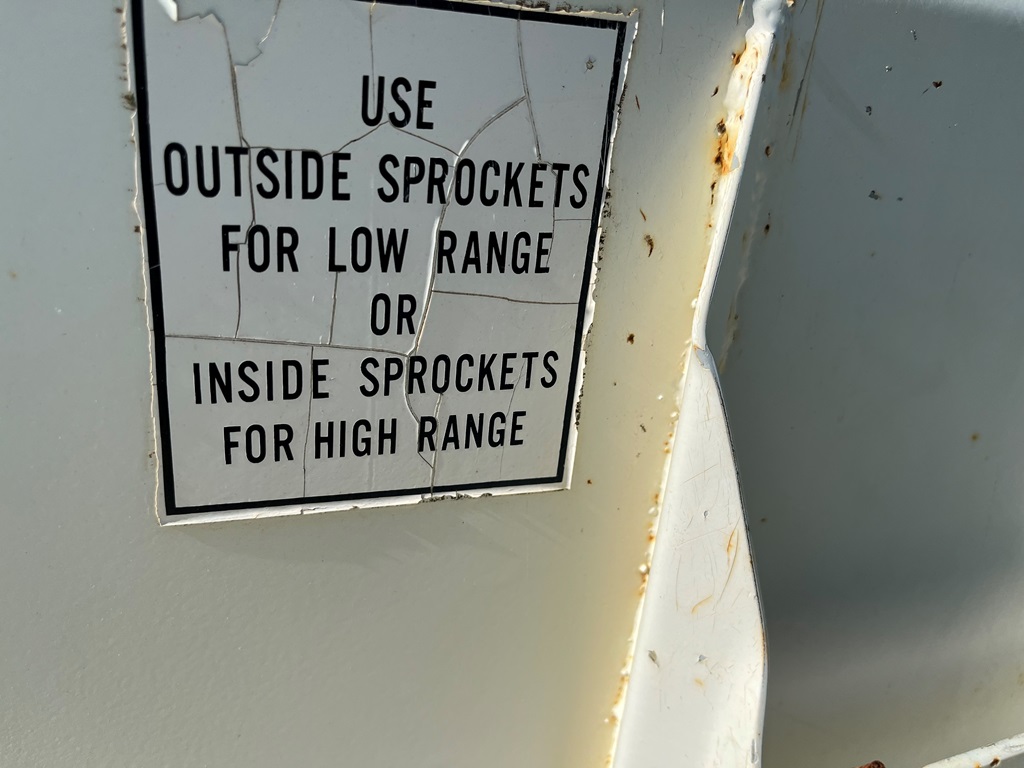 USE
OUTSIDE SPROCKETS
FOR LOW RANGE
OR
INSIDE SPROCKETS
FOR HIGH RANGE